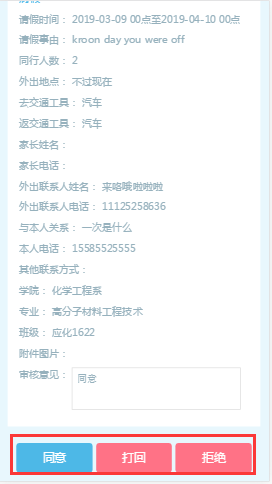 请假时间： 2019-03-09 00点至2019-04-10 00点
请假事由： kroon day you were off
同行人数： 2
外出地点： 不过现在
去交通工具： 汽车
返交通工具： 汽车
家长姓名：
家长电话：
外出联系人姓名： 来咯哦啦啦啦
外出联系人电话： 11125258636
与本人关系： 一次是什么
本人电话： 15585525555
其他联系方式：
学院： 化学工程系
专业： 高分子材料工程技术
班级： 应化1622
附件图片：
审核意见： 同意
同意 打回 拒绝